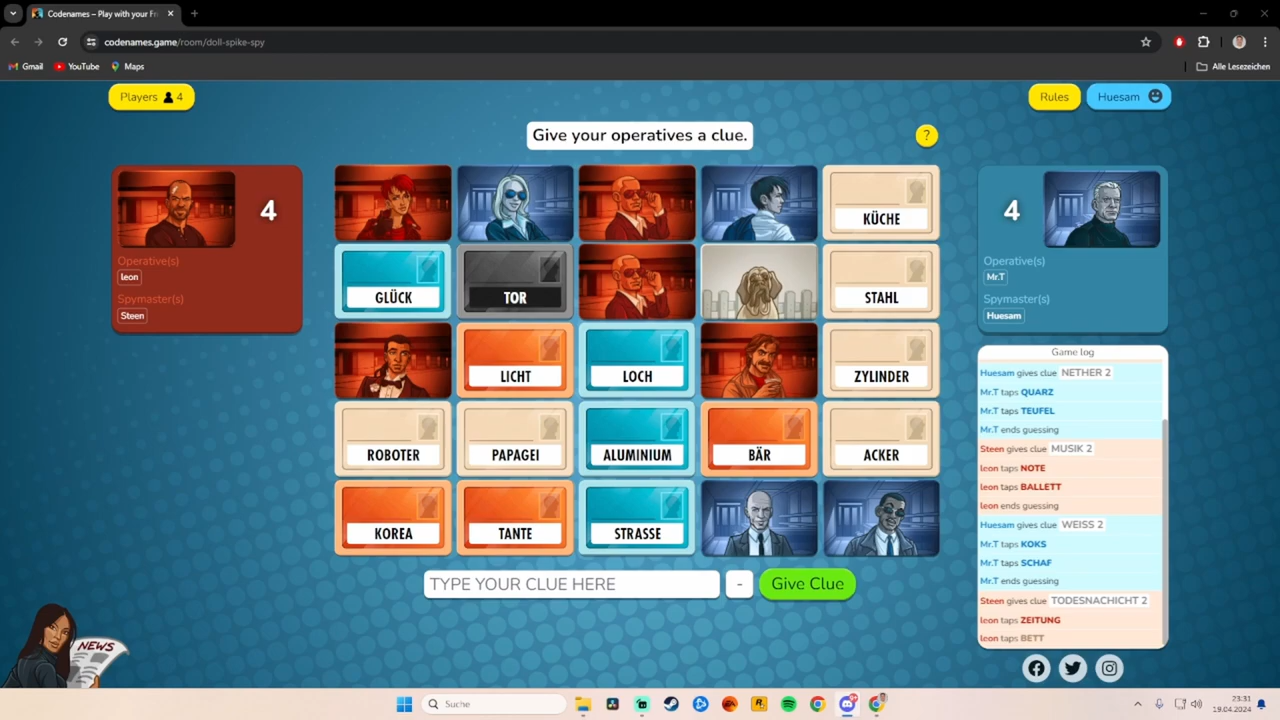 Codenames – Play with your Fri
codenames.game/room/doll-spike-spy
Gmail
YouTube
Maps
Alle Lesezeichen
Players 4
Rules
Huesam
Give your operatives a clue.
?
4
Operative(s)
leon
Spymaster(s)
Steen
4
Operative(s)
Mr.T
Spymaster(s)
Huesam
KÜCHE
GLÜCK
TOR
STAHL
LICHT
LOCH
ZYLINDER
ROBOTER
PAPAGEI
ALUMINIUM
BÄR
ACKER
KOREA
TANTE
STRASSE
Game log
Huesam gives clue NETHER 2
Mr.T taps QUARZ
Mr.T taps TEUFEL
Mr.T ends guessing
Steen gives clue MUSIK 2
leon taps NOTE
leon taps BALLETT
leon ends guessing
Huesam gives clue WEISS 2
Mr.T taps KOKS
Mr.T taps SCHAF
Mr.T ends guessing
Steen gives clue TODESNACHICHT 2
leon taps ZEITUNG
leon taps BETT
TYPE YOUR CLUE HERE
-
Give Clue
NEWS
Suche
23:31
19.04.2024